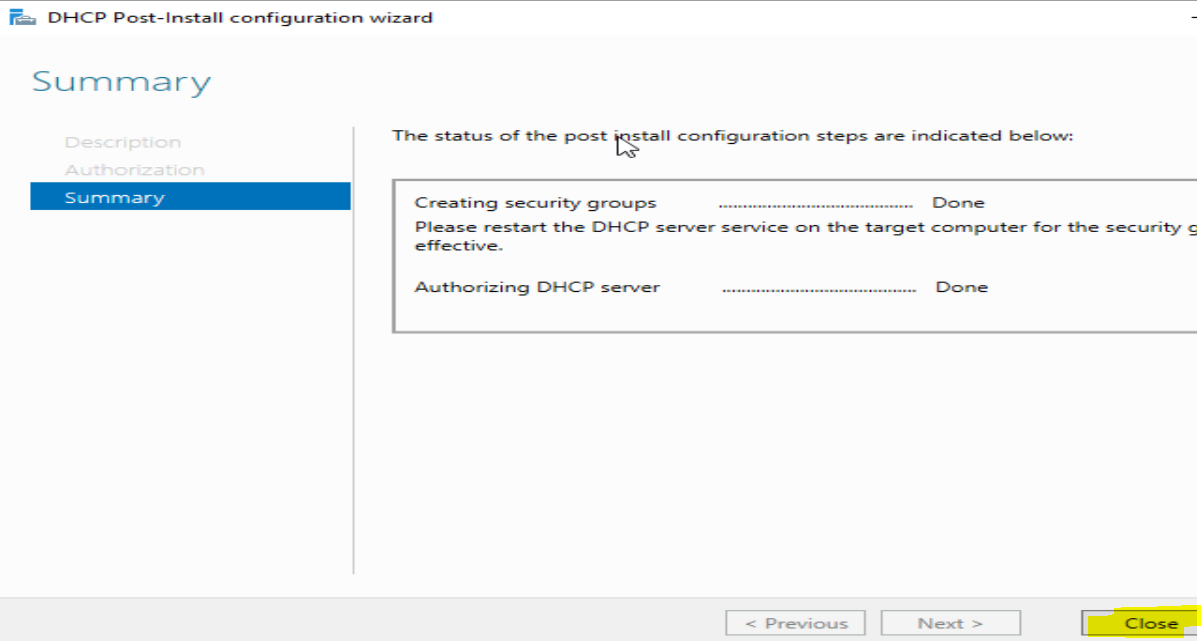 DHCP Post-Install configuration wizard
Summary
Description
Authorization
Summary
The status of the post install configuration steps are indicated below:
Creating security groups ........................................ Done
Please restart the DHCP server service on the target computer for the security
effective.
Authorizing DHCP server ........................................ Done
< Previous
Next >
Close